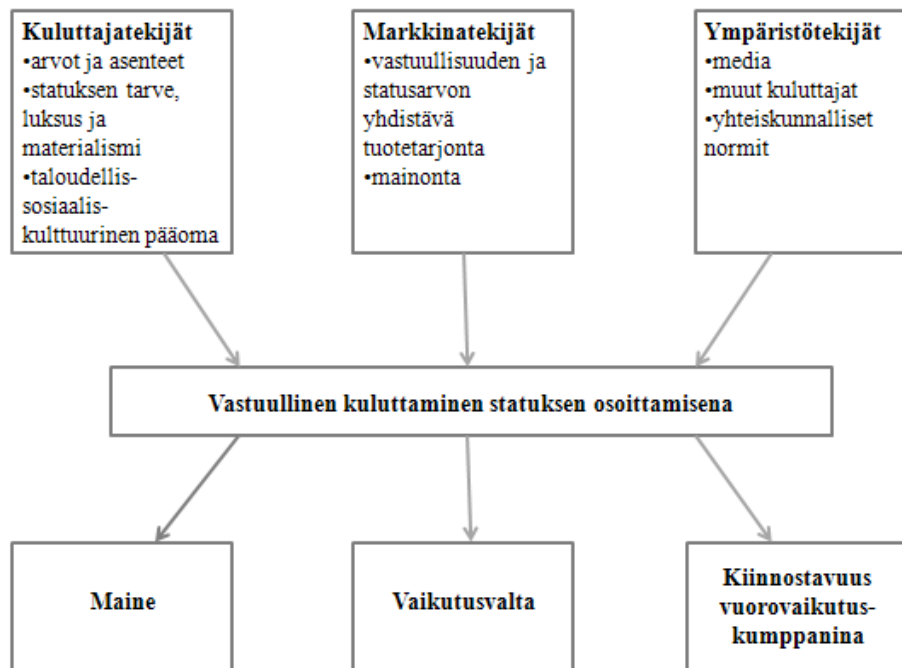 Kuluttajatekijät
•arvot ja asenteet
•statuksen tarve,
luksus ja
materialismi
•taloudellis-
sosiaalis-
kulttuurinen pääoma
Markkinatekijät
•vastuullisuuden ja
statusarvon
yhdistävä
tuotetarjonta
•mainonta
Ympäristötekijät
•media
•muut kuluttajat
•yhteiskunnalliset
normit
Vastuullinen kuluttaminen statuksen osoittamisena
Maine
Vaikutusvalta
Kiinnostavuus
vuorovaikutus-
kumppanina